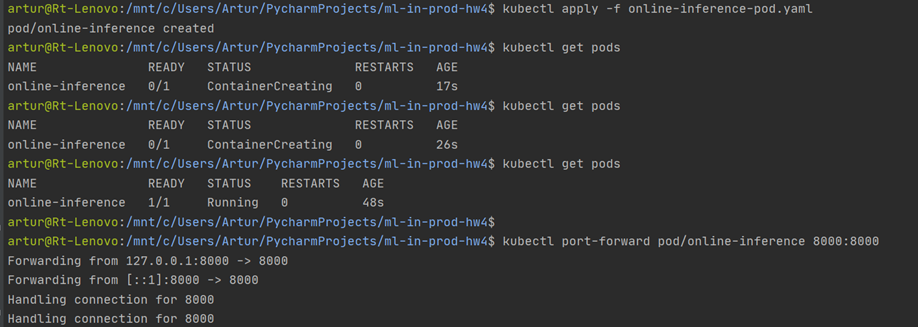 artur@Rt-Lenovo:/mnt/c/Users/Artur/PycharmProjects/ml-in-prod-hw4$ kubectl apply -f online-inference-pod.yaml
pod/online-inference created
artur@Rt-Lenovo:/mnt/c/Users/Artur/PycharmProjects/ml-in-prod-hw4$ kubectl get pods
NAME               READY   STATUS              RESTARTS   AGE
online-inference   0/1     ContainerCreating   0          17s
artur@Rt-Lenovo:/mnt/c/Users/Artur/PycharmProjects/ml-in-prod-hw4$ kubectl get pods
NAME               READY   STATUS              RESTARTS   AGE
online-inference   0/1     ContainerCreating   0          26s
artur@Rt-Lenovo:/mnt/c/Users/Artur/PycharmProjects/ml-in-prod-hw4$ kubectl get pods
NAME               READY   STATUS    RESTARTS   AGE
online-inference   1/1     Running   0          48s
artur@Rt-Lenovo:/mnt/c/Users/Artur/PycharmProjects/ml-in-prod-hw4$
artur@Rt-Lenovo:/mnt/c/Users/Artur/PycharmProjects/ml-in-prod-hw4$ kubectl port-forward pod/online-inference 8000:8000
Forwarding from 127.0.0.1:8000 -> 8000
Forwarding from [::1]:8000 -> 8000
Handling connection for 8000
Handling connection for 8000